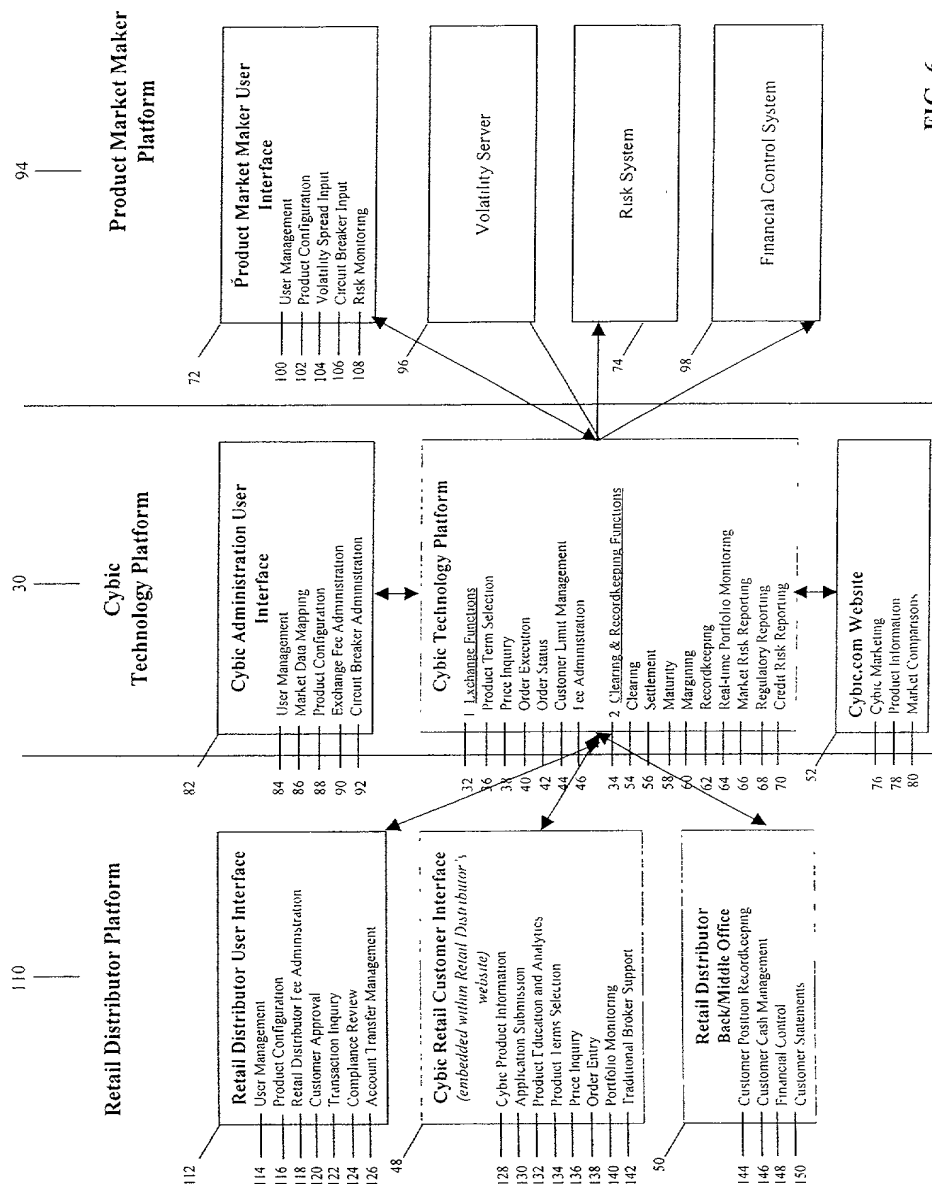 110
Retail Distributor Platform
112
Retail Distributor User Interface
114 User Management
116 Product Configuration
118 Retail Distributor Fee Administration
120 Customer Approval
122 Transaction Inquiry
124 Compliance Review
126 Account Transfer Management
48
Cybic Retail Customer Interface
(embedded within Retail Distributor's
website)
128 Cybic Product Information
130 Application Submission
132 Product Education and Analytics
134 Product Terms Selection
136 Price Inquiry
138 Order Entry
140 Portfolio Monitoring
142 Traditional Broker Support
50
Retail Distributor
Back/Middle Office
144 Customer Position Recordkeeping
146 Customer Cash Management
148 Financial Control
150 Customer Statements
30
Cybic
Technology Platform
82
Cybic Administration User
Interface
84 User Management
86 Market Data Mapping
88 Product Configuration
90 Exchange Fee Administration
92 Circuit Breaker Administration
Cybic Technology Platform
32 1 Exchange Functions
36 Product Term Selection
38 Price Inquiry
40 Order Execution
42 Order Status
44 Customer Limit Management
46 Fee Administration
34 2 Clearing & Recordkeeping Functions
54 Clearing
56 Settlement
58 Maturity
60 Margining
62 Recordkeeping
64 Real-time Portfolio Monitoring
66 Market Risk Reporting
68 Regulatory Reporting
70 Credit Risk Reporting
52
Cybic.com Website
76 Cybic Marketing
78 Product Information
80 Market Comparisons
94
Product Market Maker
Platform
72
Product Market Maker User
Interface
100 User Management
102 Product Configuration
104 Volatility Spread Input
106 Circuit Breaker Input
108 Risk Monitoring
96
Volatility Server
74
Risk System
98
Financial Control System
FIG. 6